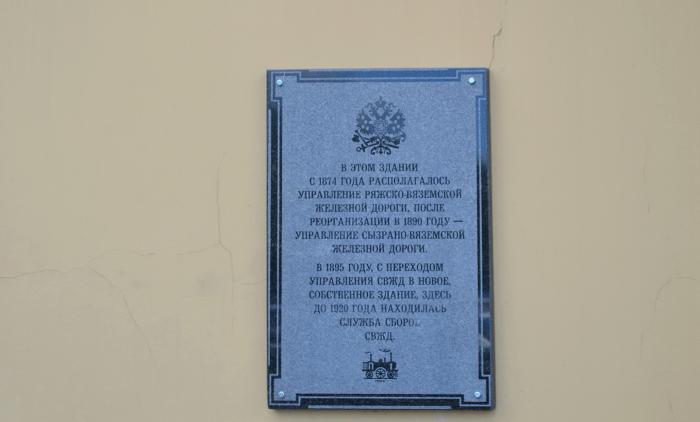 В ЭТОМ ЗДАНИИ
С 1874 ГОДА РАСПОЛАГАЛОСЬ
УПРАВЛЕНИЕ РЯЖСКО-ВЯЗЕМСКОЙ
ЖЕЛЕЗНОЙ ДОРОГИ, ПОСЛЕ
РЕОРГАНИЗАЦИИ В 1890 ГОДУ —
УПРАВЛЕНИЕ СЫЗРАНО-ВЯЗЕМСКОЙ
ЖЕЛЕЗНОЙ ДОРОГИ.
В 1895 ГОДУ, С ПЕРЕХОДОМ
УПРАВЛЕНИЯ СВЖД В НОВОЕ,
СОБСТВЕННОЕ ЗДАНИЕ, ЗДЕСЬ
ДО 1920 ГОДА НАХОДИЛАСЬ
СЛУЖБА СБОРОВ
СВЖД.